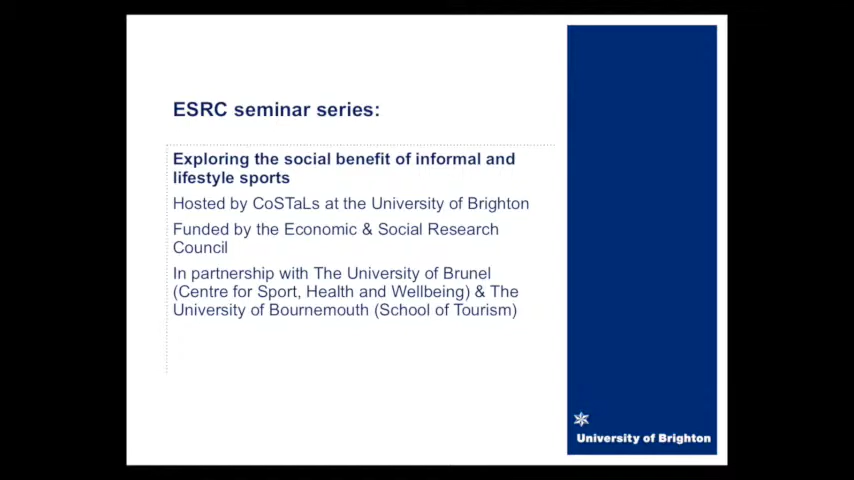 ESRC seminar series:
Exploring the social benefit of informal and
lifestyle sports
Hosted by CoSTaLs at the University of Brighton
Funded by the Economic & Social Research
Council
In partnership with The University of Brunel
(Centre for Sport, Health and Wellbeing) & The
University of Bournemouth (School of Tourism)
University of Brighton